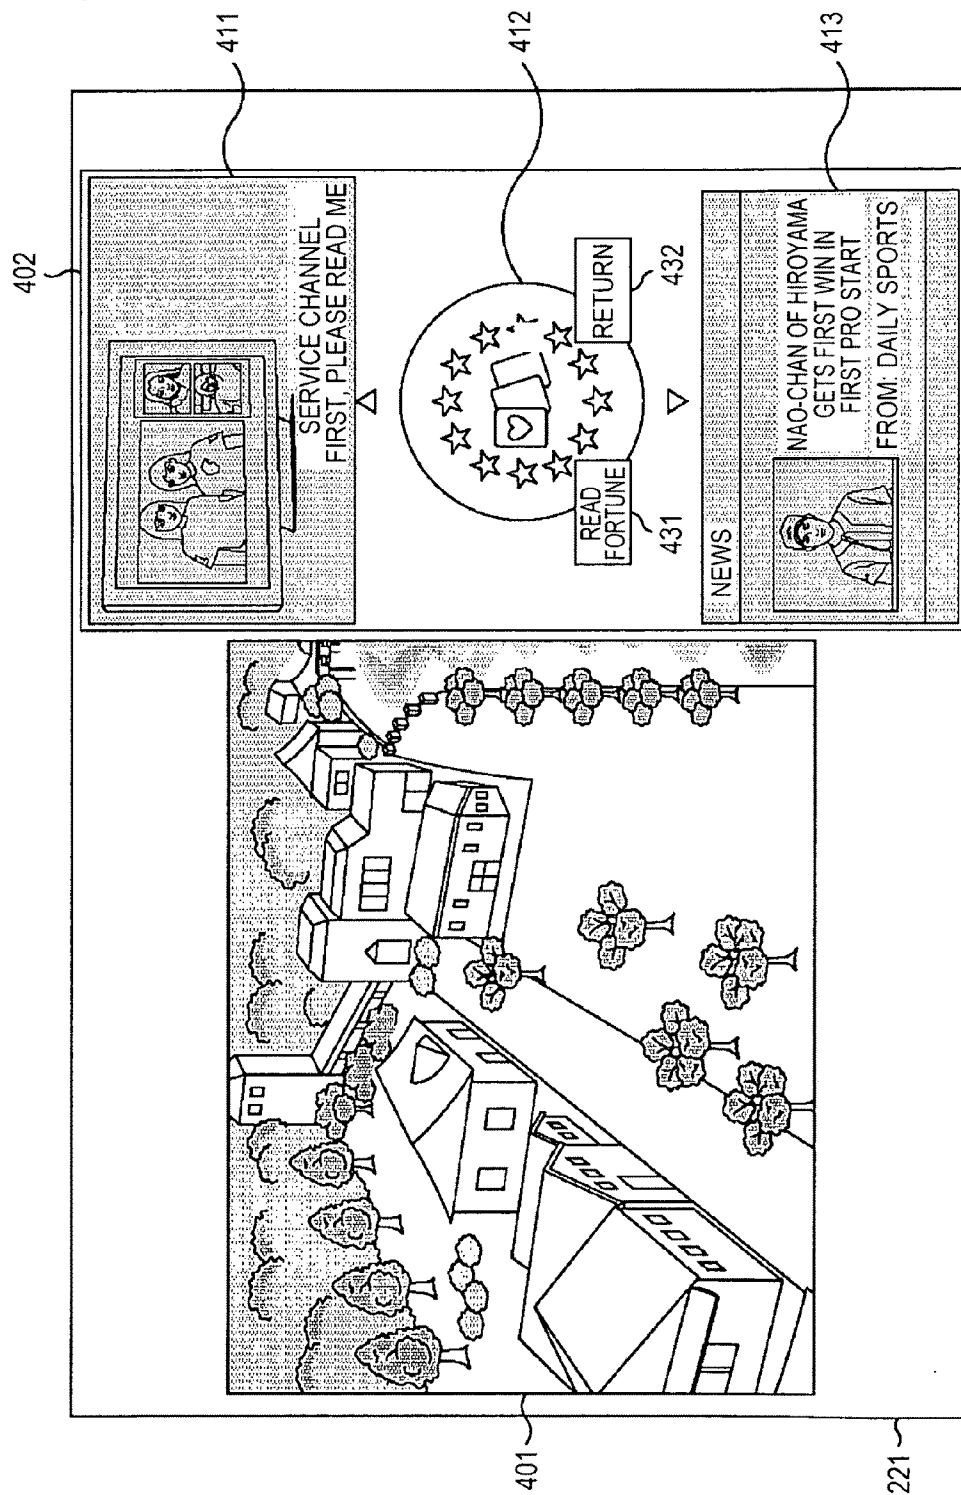 402
SERVICE CHANNEL
FIRST, PLEASE READ ME
411
412
READ
FORTUNE
RETURN
431
432
NEWS
NAO-CHAN OF HIROYAMA
GETS FIRST WIN IN
FIRST PRO START
FROM: DAILY SPORTS
413
401
221